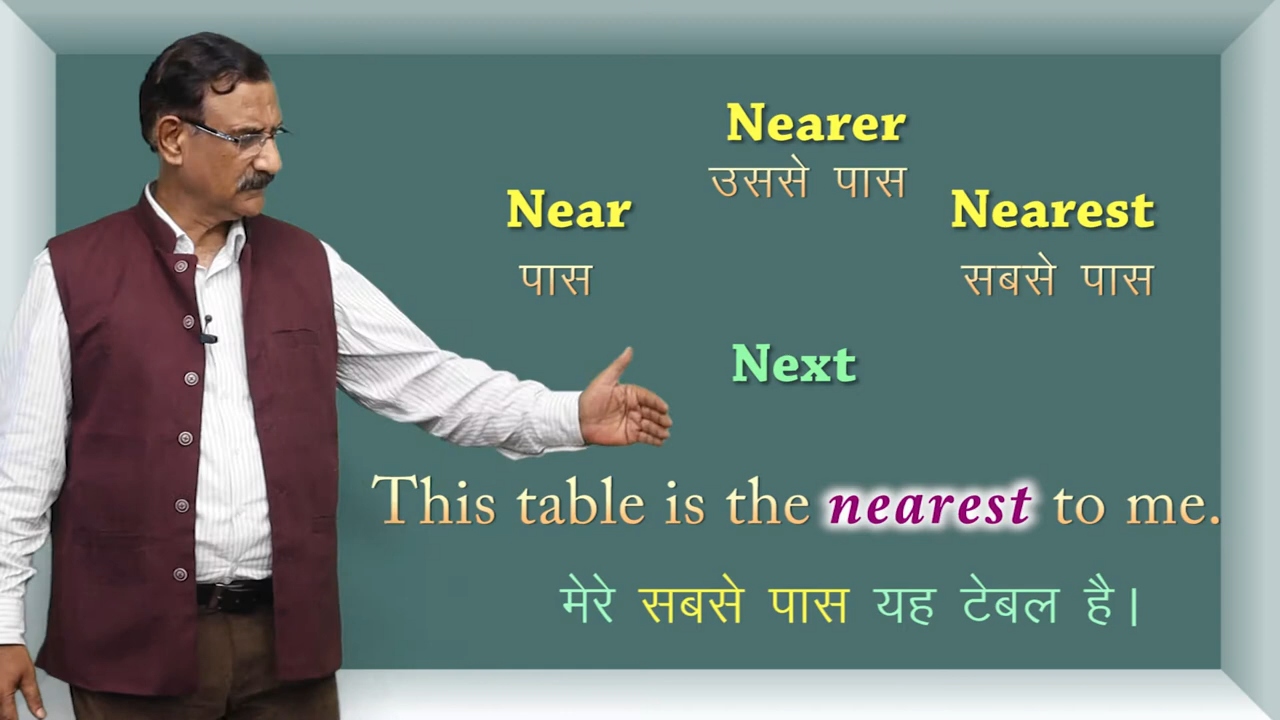 Nearer
उससे पास
Near
पास
Nearest
सबसे पास
Next
This table is the nearest to me.
मेरे सबसे पास यह टेबल है।